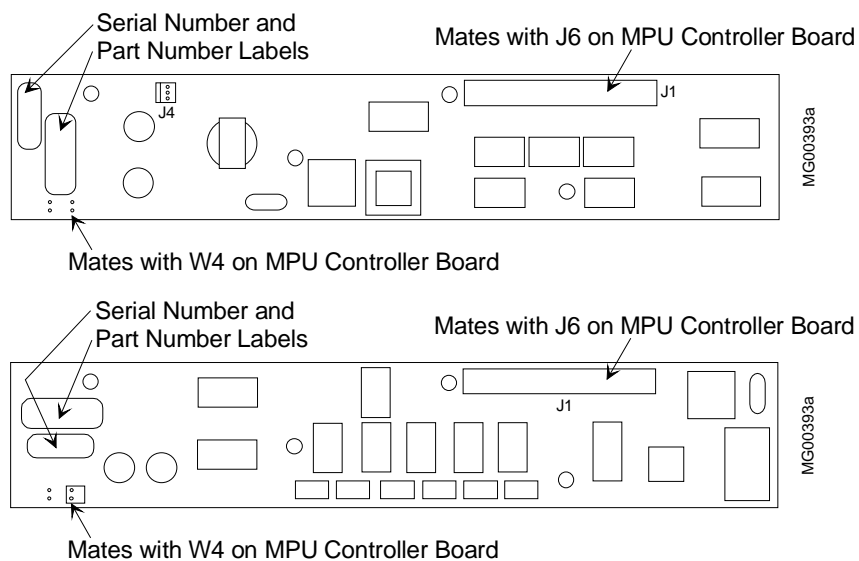 Serial Number and
Part Number Labels
Mates with J6 on MPU Controller Board
J4
J1
MG00393a
Mates with W4 on MPU Controller Board
Serial Number and
Part Number Labels
Mates with J6 on MPU Controller Board
J1
MG00393a
Mates with W4 on MPU Controller Board